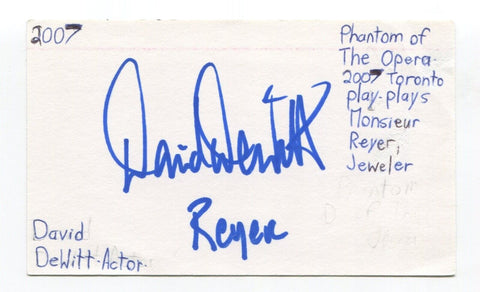 2007
Phantom of
The Opera-
2007 Toronto
play-plays
Monsieur
Reyer,
Jeweler
David DeWitt
Reyer
David
DeWitt-Actor-